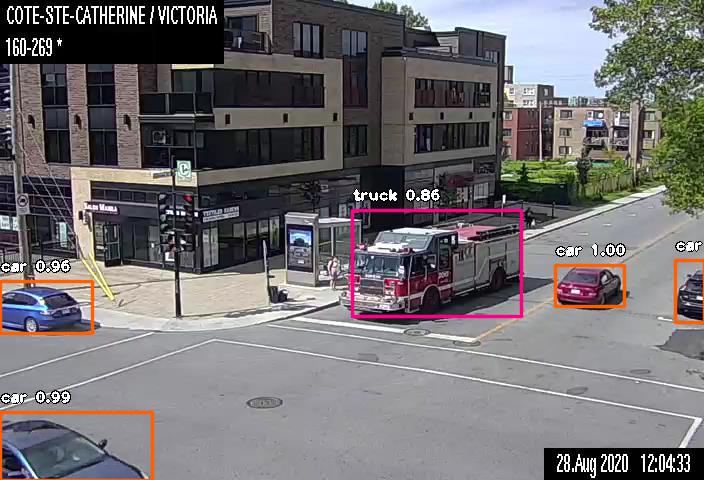 COTE-STE-CATHERINE / VICTORIA
160-269 *
truck 0.86
car 1.00
car
car 0.96
car 0.99
28.Aug 2020 12:04:33